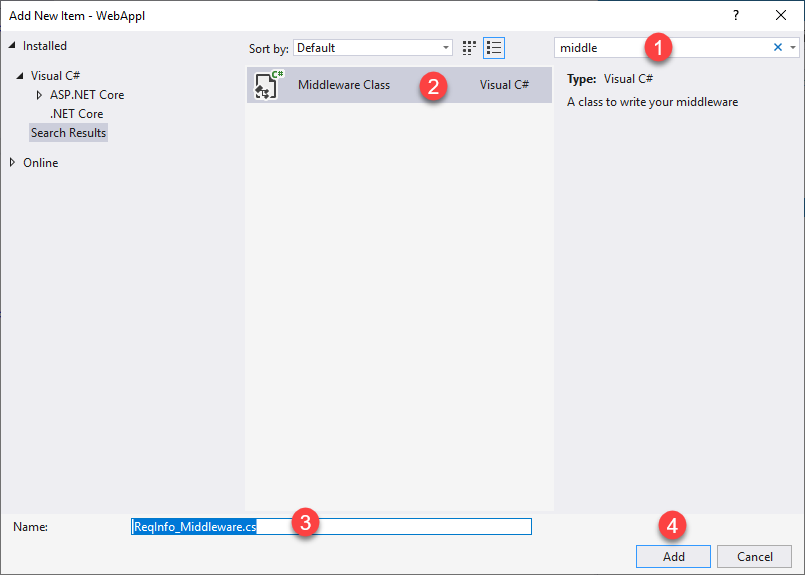 Add New Item - WebAppl
?
Installed
Visual C#
ASP.NET Core
.NET Core
Search Results
Online
Sort by: Default
middle
1
C#
Middleware Class
2
Visual C#
Type: Visual C#
A class to write your middleware
Name:
ReqInfo_Middleware.cs
3
4
Add
Cancel